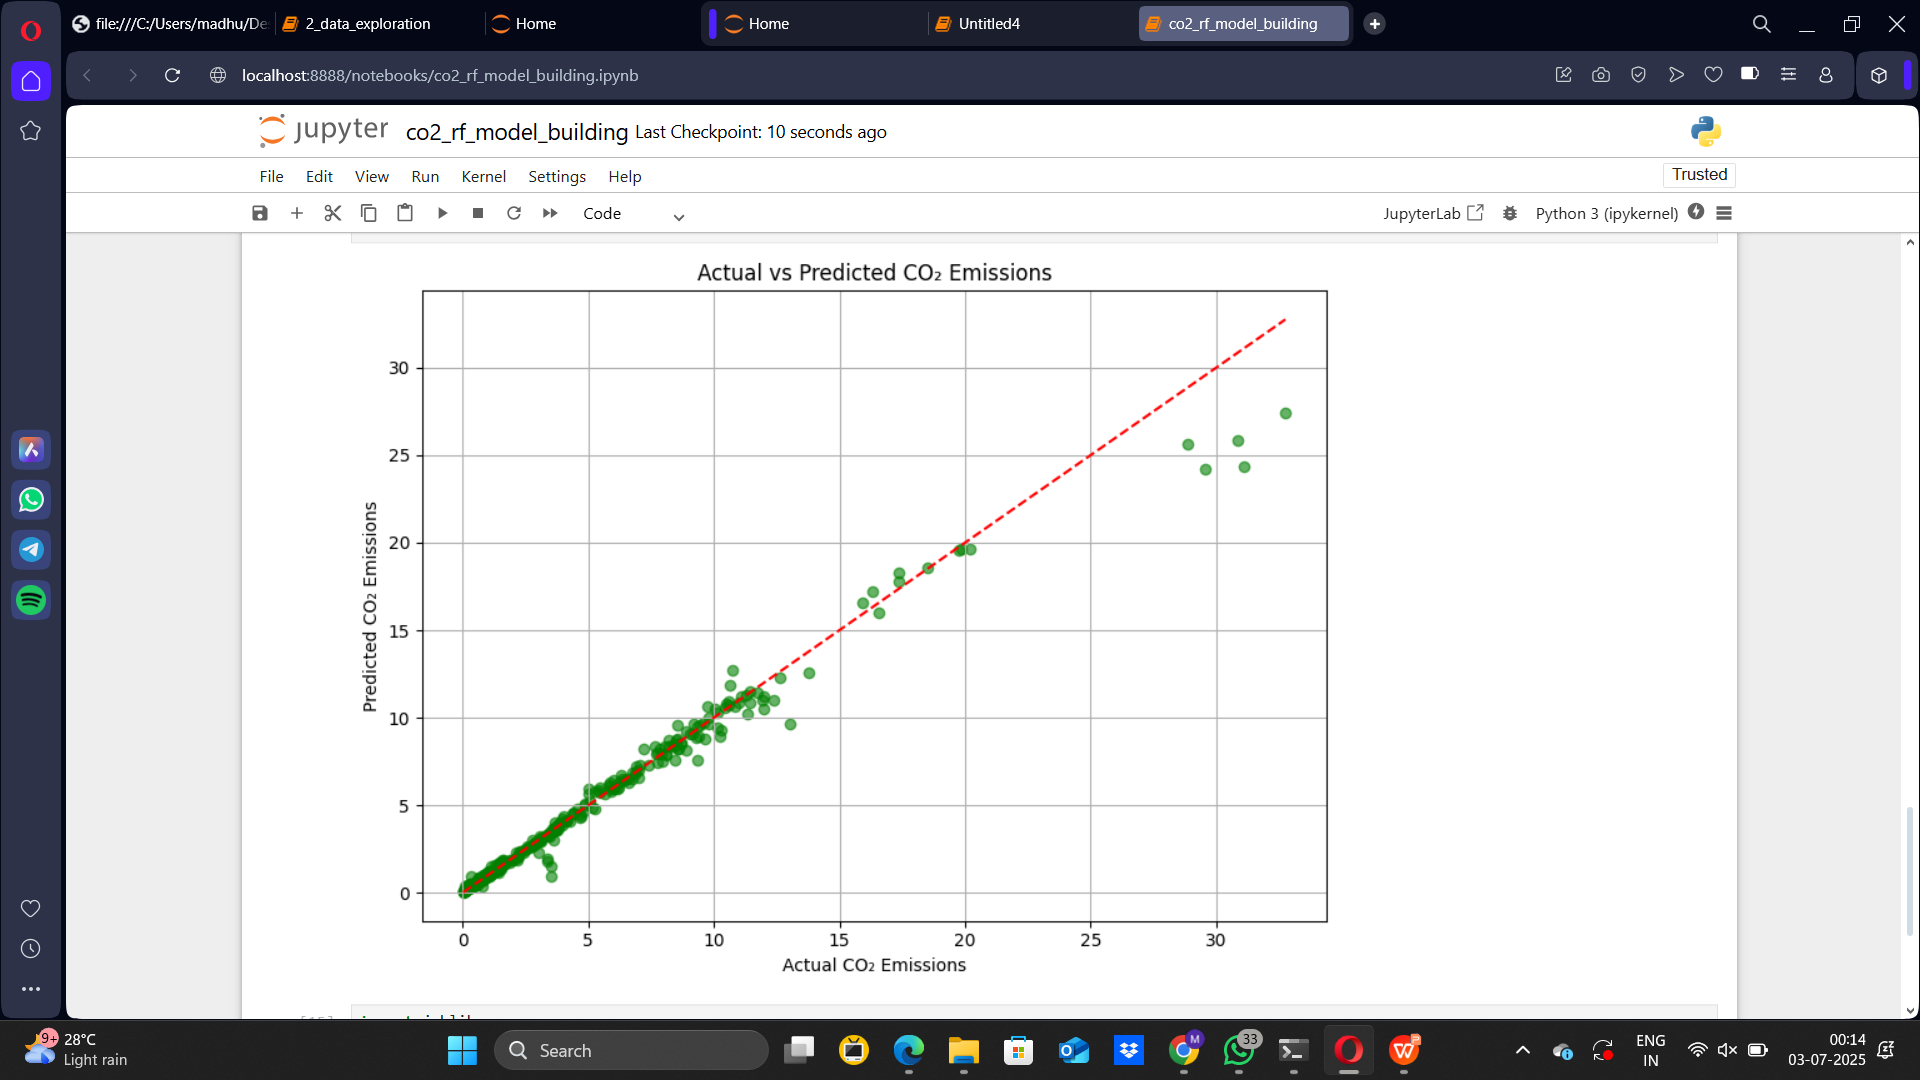 file:///C:/Users/madhu/De
2_data_exploration
Home
Home
Untitled4
co2_rf_model_building
localhost:8888/notebooks/co2_rf_model_building.ipynb
jupyter co2_rf_model_building Last Checkpoint: 10 seconds ago
File Edit View Run Kernel Settings Help
Trusted
Code
JupyterLab
Python 3 (ipykernel)
Actual vs Predicted CO₂ Emissions
Predicted CO₂ Emissions
30
25
20
15
10
5
0
0 5 10 15 20 25 30
Actual CO₂ Emissions
9+
28°C
Light rain
Search
M
33
ENG
IN
00:14
03-07-2025